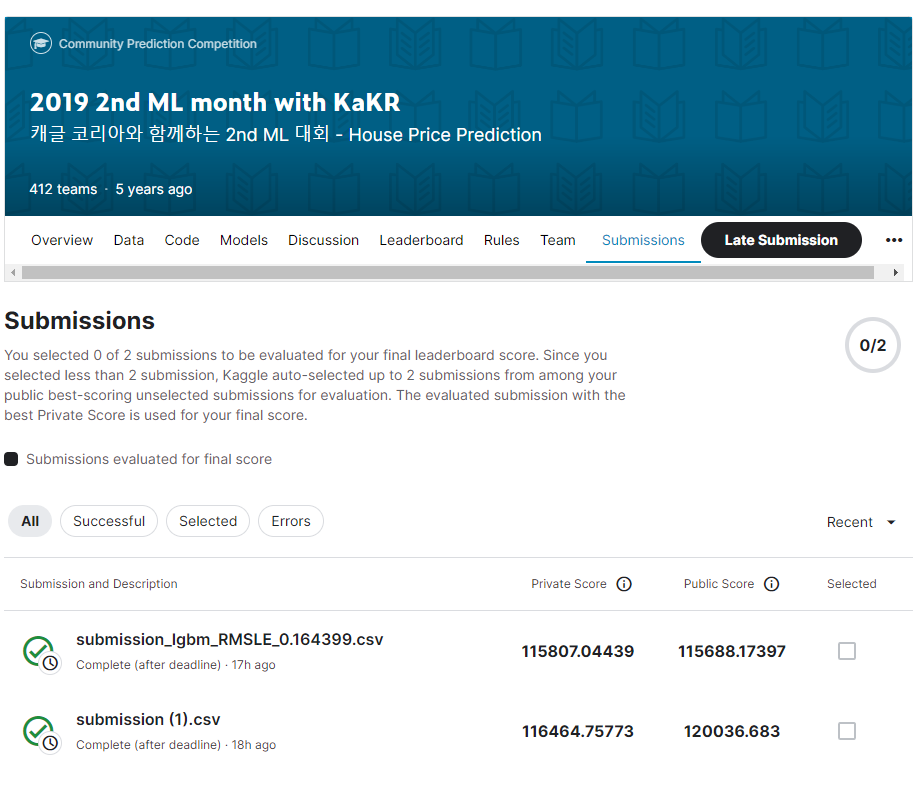 Community Prediction Competition
2019 2nd ML month with KaKR
캐글 코리아와 함께하는 2nd ML 대회 - House Price Prediction
412 teams · 5 years ago
Overview Data Code Models Discussion Leaderboard Rules Team Submissions Late Submission
Submissions
0/2
You selected 0 of 2 submissions to be evaluated for your final leaderboard score. Since you
selected less than 2 submission, Kaggle auto-selected up to 2 submissions from among your
public best-scoring unselected submissions for evaluation. The evaluated submission with the
best Private Score is used for your final score.
Submissions evaluated for final score
All Successful Selected Errors Recent
Submission and Description Private Score Public Score Selected
submission_lgbm_RMSLE_0.164399.csv
Complete (after deadline) · 17h ago
115807.04439 115688.17397
submission (1).csv
Complete (after deadline) · 18h ago
116464.75773 120036.683